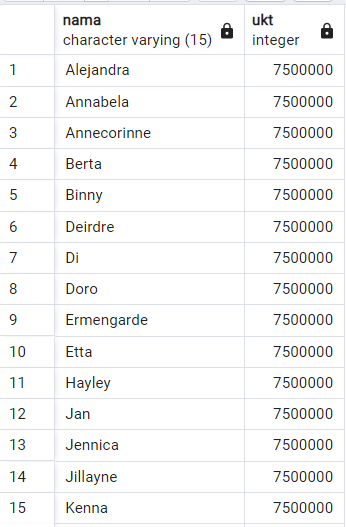 nama ukt
character varying (15) integer
1 Alejandra 7500000
2 Annabela 7500000
3 Annecorinne 7500000
4 Berta 7500000
5 Binny 7500000
6 Deirdre 7500000
7 Di 7500000
8 Doro 7500000
9 Ermengarde 7500000
10 Etta 7500000
11 Hayley 7500000
12 Jan 7500000
13 Jennica 7500000
14 Jillayne 7500000
15 Kenna 7500000